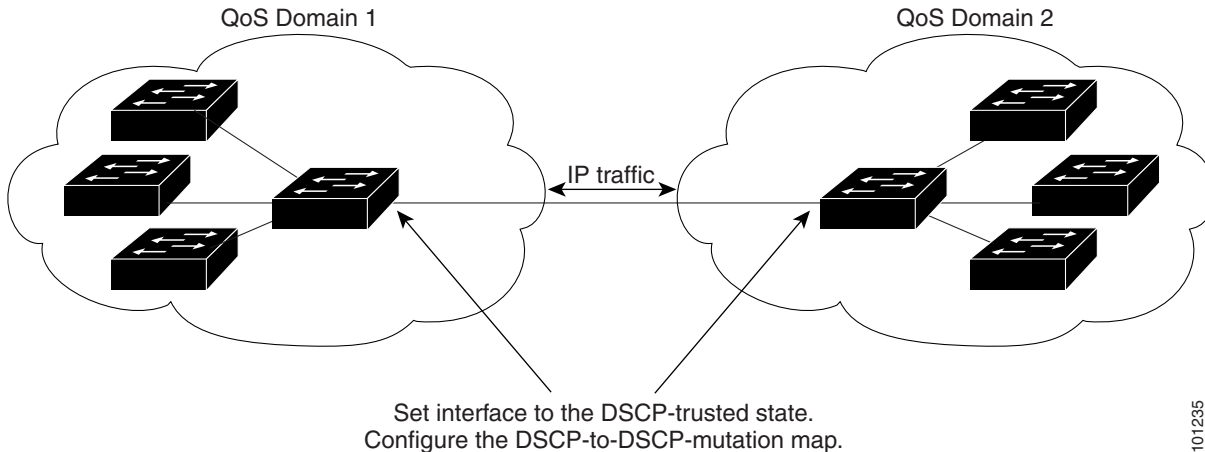 QoS Domain 1
QoS Domain 2
IP traffic
Set interface to the DSCP-trusted state.
Configure the DSCP-to-DSCP-mutation map.
101235